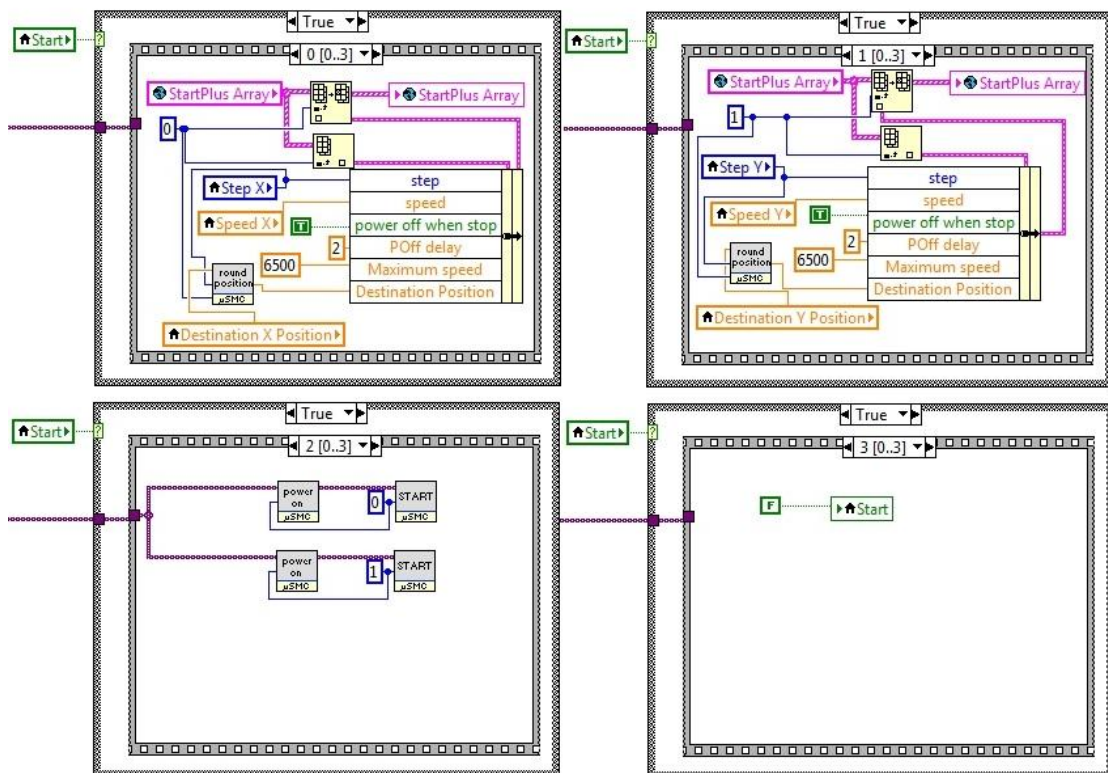 True
Start
?
0 [0..3]
StartPlus Array
StartPlus Array
0
Step X
step
Speed X
speed
T
power off when stop
2
POff delay
6500
Maximum speed
round
position
µSMC
Destination Position
Destination X Position
True
Start
?
1 [0..3]
StartPlus Array
StartPlus Array
1
Step Y
step
Speed Y
speed
T
power off when stop
2
POff delay
6500
Maximum speed
round
position
µSMC
Destination Position
Destination Y Position
True
Start
?
2 [0..3]
power
on
µSMC
0
START
µSMC
power
on
µSMC
1
START
µSMC
True
Start
?
3 [0..3]
F
Start